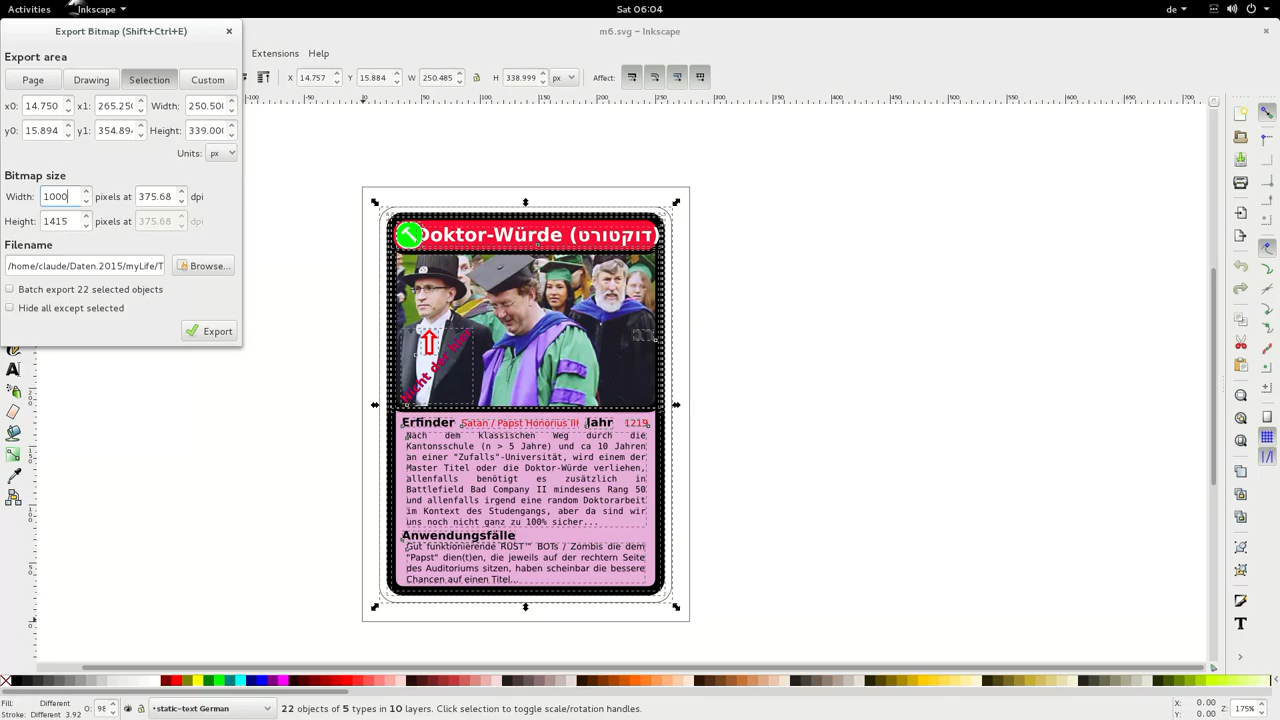 Activities
Inkscape
Sat 06:04
de
Export Bitmap (Shift+Ctrl+E)
m6.svg – Inkscape
Export area
Extensions Help
Page Drawing Selection Custom
X 14.757 Y 15.884 W 250.485 H 338.999 px Affect:
x0: 14.750 x1: 265.250 Width: 250.500
y0: 15.894 y1: 354.894 Height: 339.000
Units: px
Bitmap size
Width: 1000 pixels at 375.68 dpi
Height: 1415 pixels at 375.68 dpi
Filename
/home/claude/Daten.2015/myLife/T Browse...
Batch export 22 selected objects
Hide all except selected
Export
Doktor-Würde (דוקטורט)
Nicht der hier
Erfinder Satan / Papst Honorius III Jahr 1219
Nach dem klassischen Weg durch die
Kantonsschule (n > 5 Jahre) und ca 10 Jahren
an einer "Zufalls"-Universität, wird einem der
Master Titel oder die Doktor-Würde verliehen,
allenfalls benötigt es zusätzlich in
Battlefield Bad Company II mindesens Rang 50
und allenfalls irgend eine random Doktorarbeit
im Kontext des Studengangs, aber da sind wir
uns noch nicht ganz zu 100% sicher...
Anwendungsfälle
Gut funktionierende RUST™ BOTs / Zombis die dem
"Papst" dien(t)en, die jeweils auf der rechtern Seite
des Auditoriums sitzen, haben scheinbar die bessere
Chancen auf einen Titel...
Fill: Different
Stroke: Different 3.92
O: 98
•static-text German
22 objects of 5 types in 10 layers. Click selection to toggle scale/rotation handles.
X: 0.00
Y: 0.00
Z: 175%